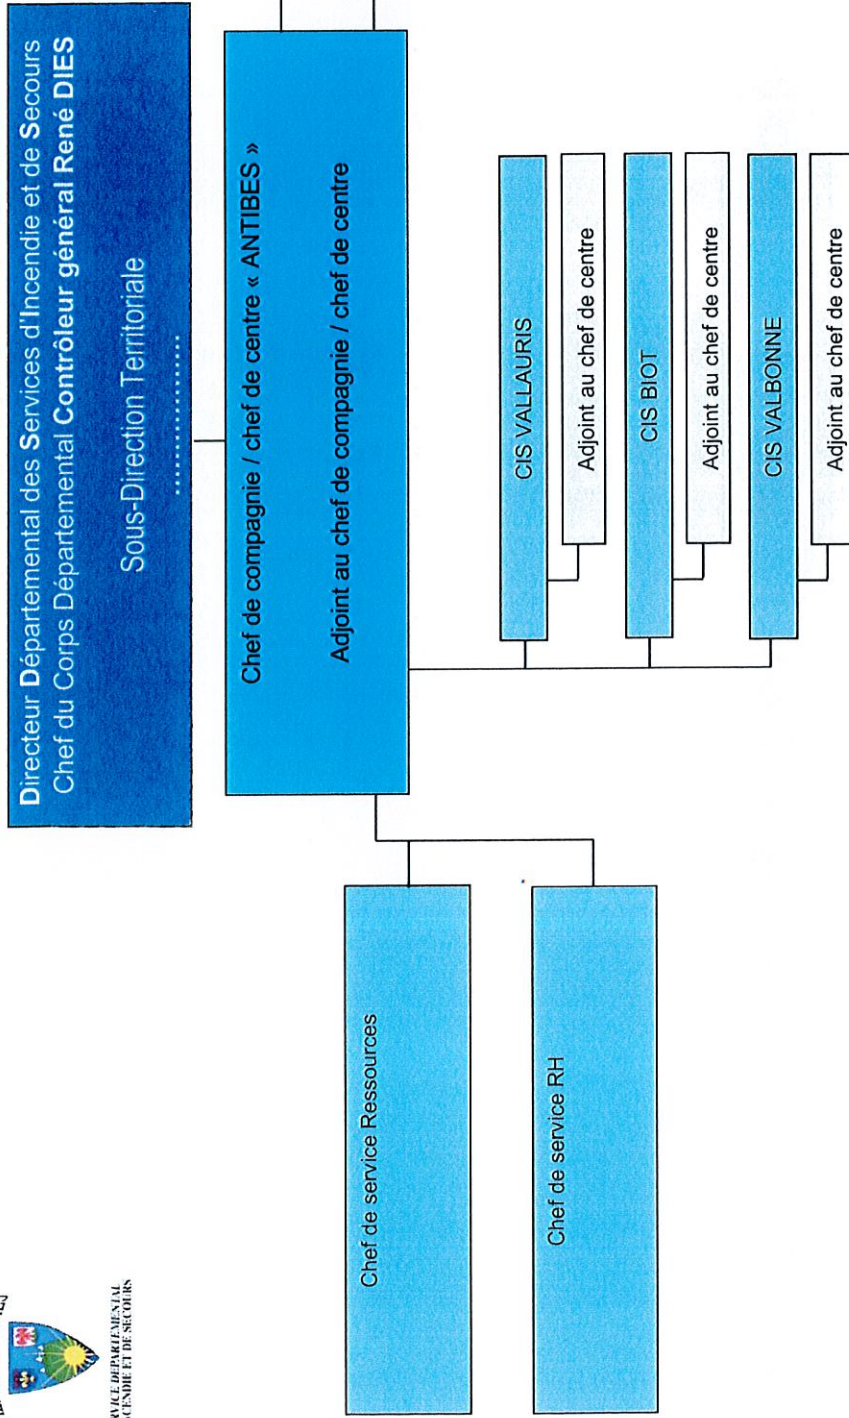 Directeur Départemental des Services d'Incendie et de Secours
Chef du Corps Départemental Contrôleur général René DIES
Sous-Direction Territoriale
....................
Chef de compagnie / chef de centre « ANTIBES »
Adjoint au chef de compagnie / chef de centre
Chef de service Ressources
Chef de service RH
CIS VALLAURIS
Adjoint au chef de centre
CIS BIOT
Adjoint au chef de centre
CIS VALBONNE
Adjoint au chef de centre
RVICE DEPARTEMENTAL
CENDIE ET DE SECOURS